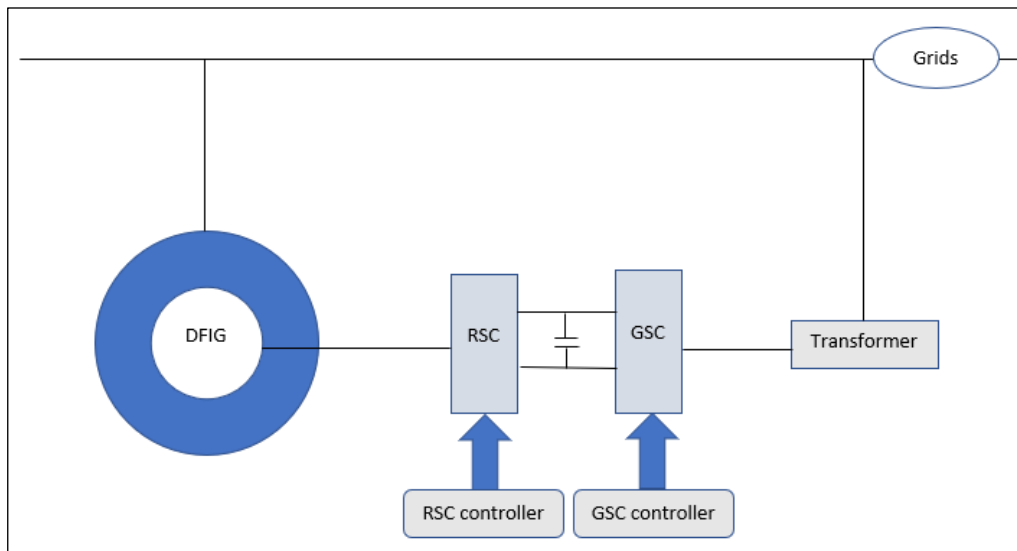 Grids
DFIG
RSC
GSC
Transformer
RSC controller
GSC controller